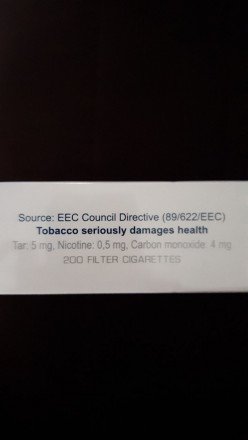 Source: EEC Council Directive (89/622/EEC)
Tobacco seriously damages health
Tar: 5 mg, Nicotine: 0,5 mg, Carbon monoxide: 4 mg
200 FILTER CIGARETTES